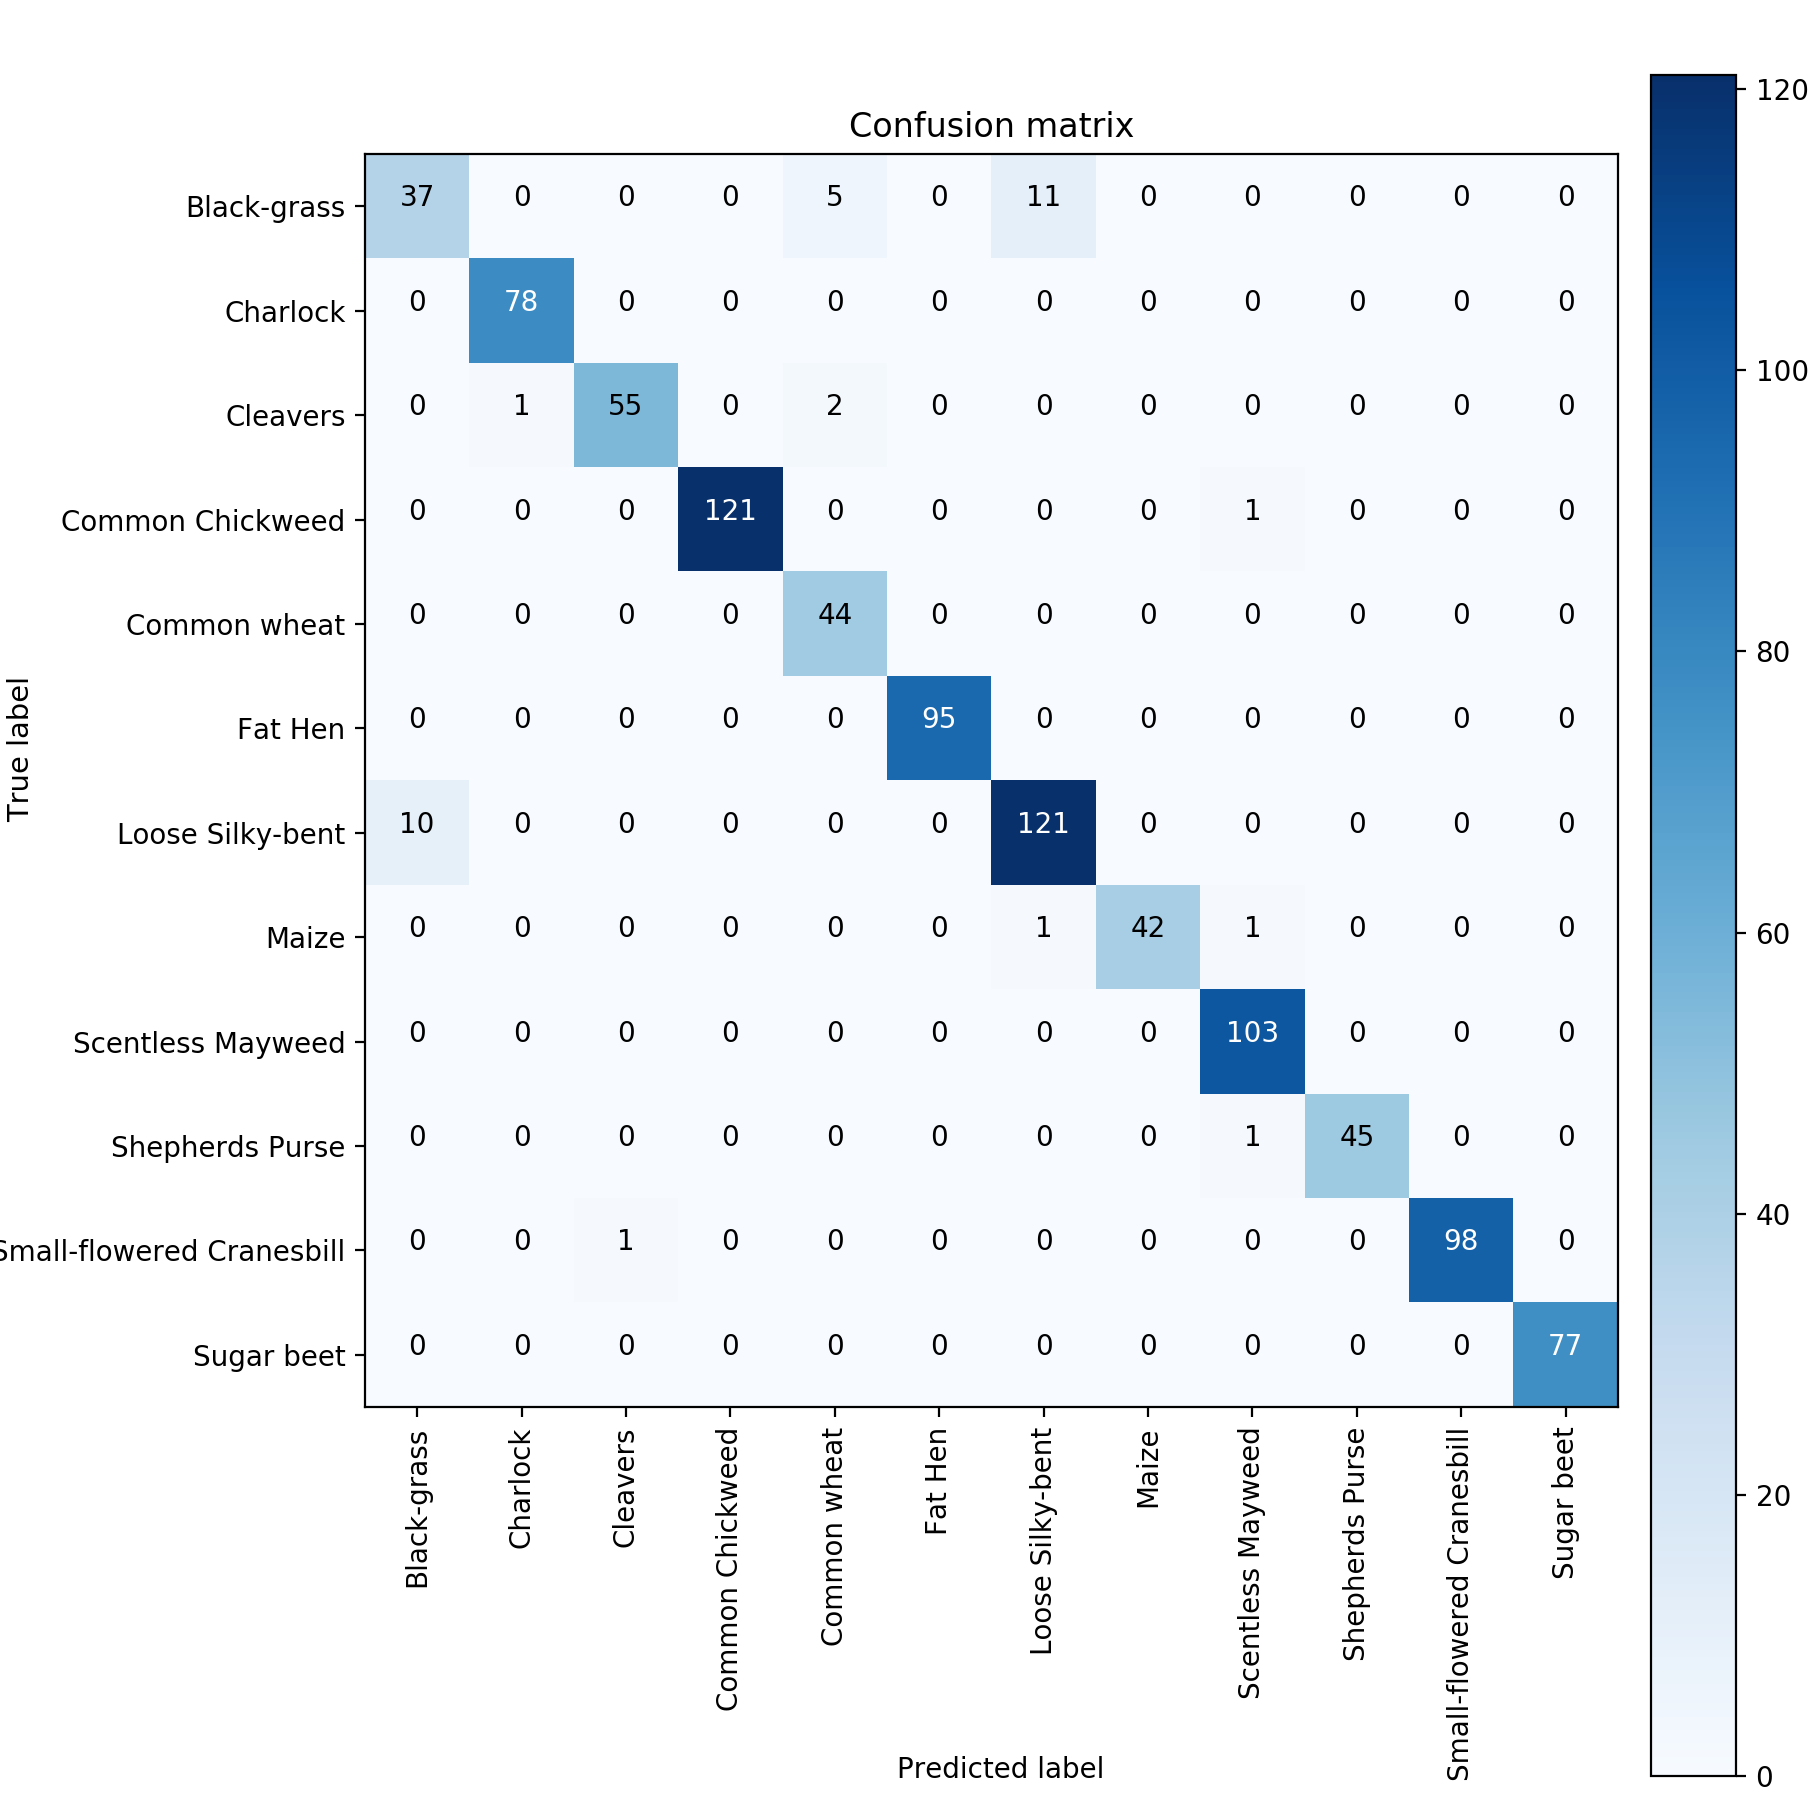 Confusion matrix
Black-grass 37 0 0 0 5 0 11 0 0 0 0 0
Charlock 0 78 0 0 0 0 0 0 0 0 0 0
Cleavers 0 1 55 0 2 0 0 0 0 0 0 0
Common Chickweed 0 0 0 121 0 0 0 0 1 0 0 0
Common wheat 0 0 0 0 44 0 0 0 0 0 0 0
Fat Hen 0 0 0 0 0 95 0 0 0 0 0 0
Loose Silky-bent 10 0 0 0 0 0 121 0 0 0 0 0
Maize 0 0 0 0 0 0 1 42 1 0 0 0
Scentless Mayweed 0 0 0 0 0 0 0 0 103 0 0 0
Shepherds Purse 0 0 0 0 0 0 0 0 1 45 0 0
Small-flowered Cranesbill 0 0 1 0 0 0 0 0 0 0 98 0
Sugar beet 0 0 0 0 0 0 0 0 0 0 0 77
True label
Black-grass
Charlock
Cleavers
Common Chickweed
Common wheat
Fat Hen
Loose Silky-bent
Maize
Scentless Mayweed
Shepherds Purse
Small-flowered Cranesbill
Sugar beet
Predicted label
120
100
80
60
40
20
0